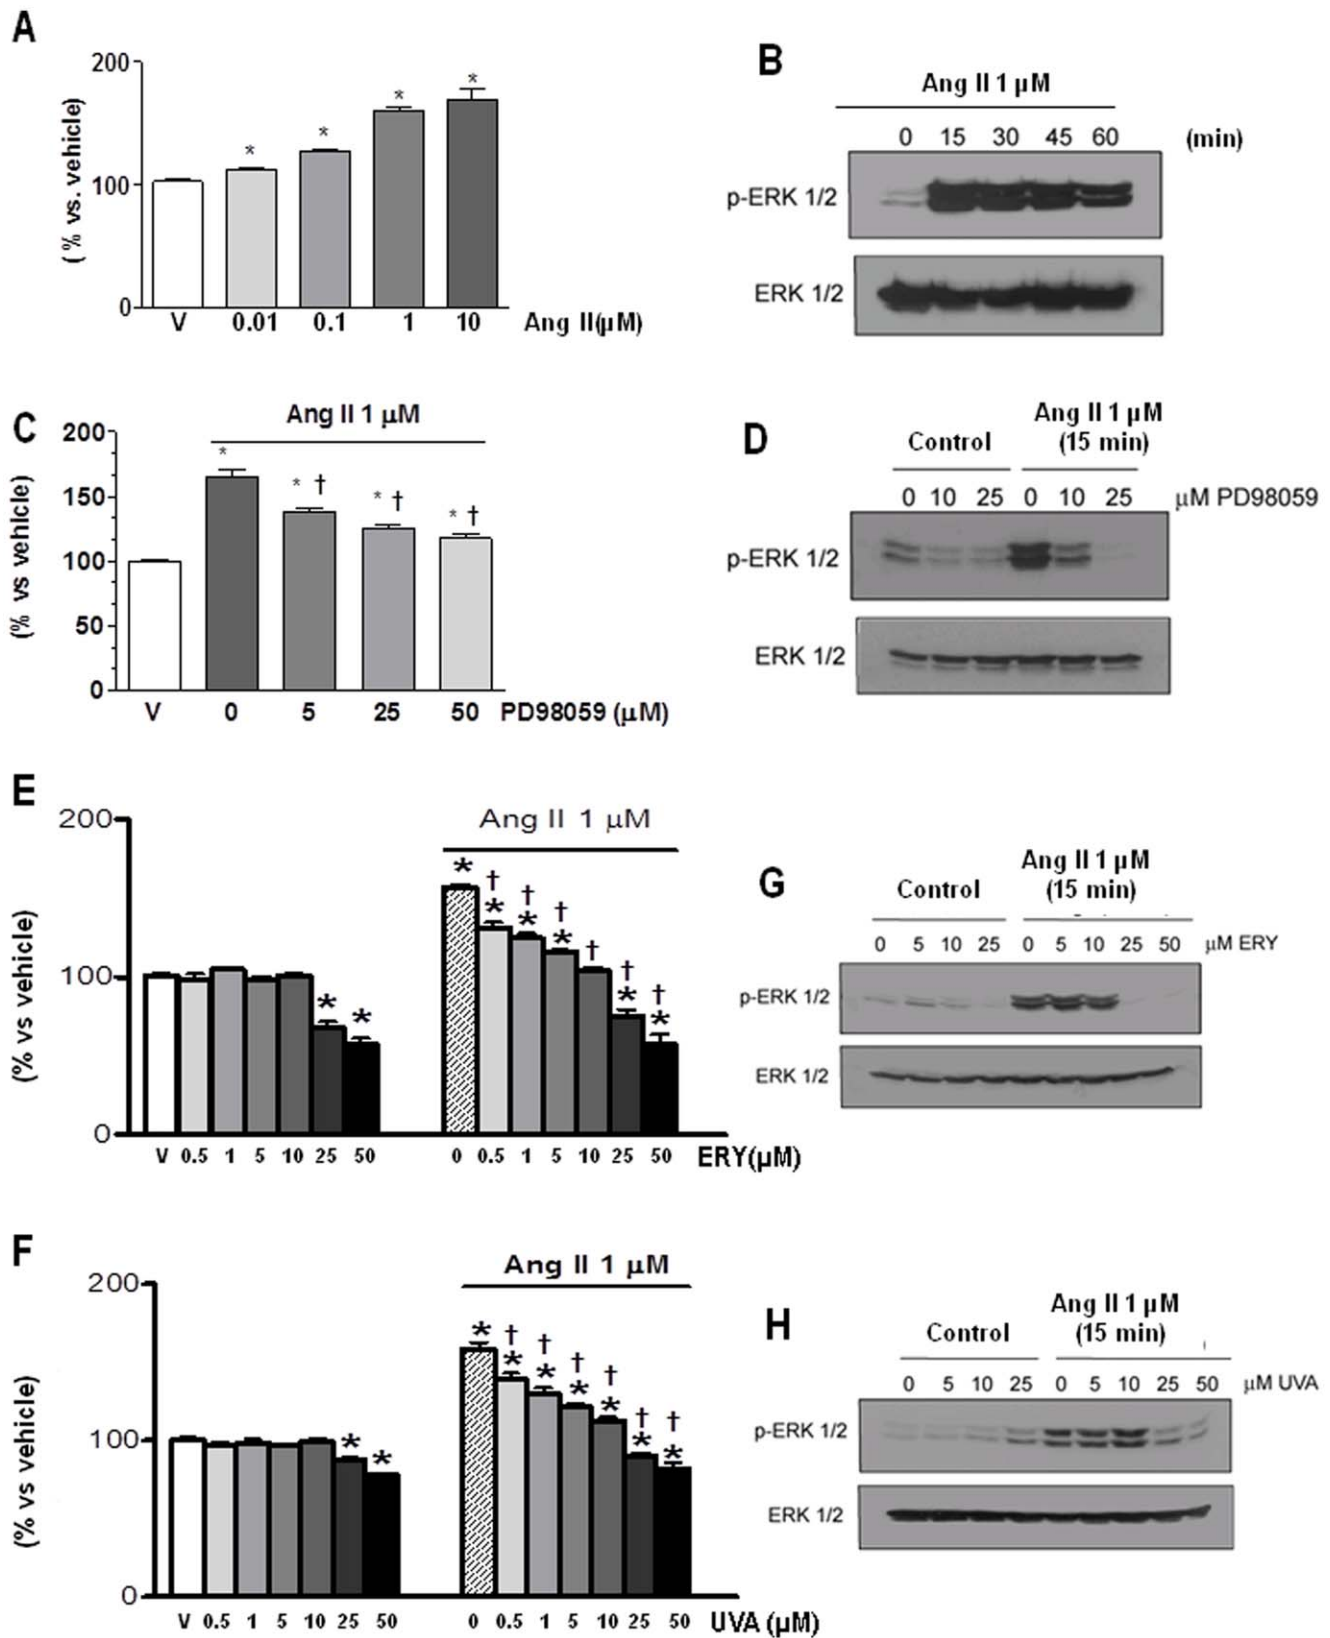 A
200
100
0
( % vs. vehicle)
*
*
*
*
V 0.01 0.1 1 10 Ang II(µM)
B
Ang II 1 µM
0 15 30 45 60 (min)
p-ERK 1/2
ERK 1/2
C
Ang II 1 µM
200
150
100
50
0
(% vs vehicle)
*
* †
* †
* †
V 0 5 25 50 PD98059 (µM)
D
Control
Ang II 1 µM
(15 min)
0 10 25 0 10 25 µM PD98059
p-ERK 1/2
ERK 1/2
E
200
100
0
(% vs vehicle)
Ang II 1 µM
*
*
*
†
*
†
*
†
*
†
†
*
†
*
V 0.5 1 5 10 25 50 0 0.5 1 5 10 25 50 ERY(µM)
G
Control
Ang II 1 µM
(15 min)
0 5 10 25 0 5 10 25 50 µM ERY
p-ERK 1/2
ERK 1/2
F
200
100
0
(% vs vehicle)
Ang II 1 µM
*
*
*
†
*
†
*
†
*
†
*
†
*
†
*
V 0.5 1 5 10 25 50 0 0.5 1 5 10 25 50 UVA (µM)
H
Control
Ang II 1 µM
(15 min)
0 5 10 25 0 5 10 25 50 µM UVA
p-ERK 1/2
ERK 1/2